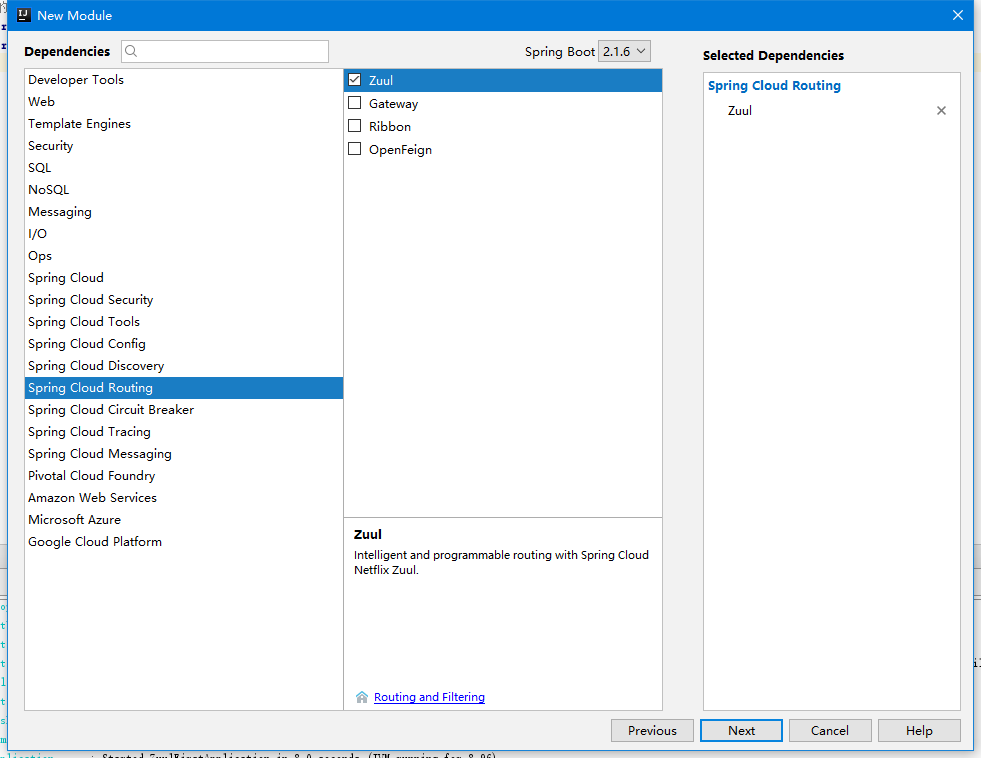 New Module
Dependencies
Spring Boot 2.1.6
Selected Dependencies
Developer Tools
Web
Template Engines
Security
SQL
NoSQL
Messaging
I/O
Ops
Spring Cloud
Spring Cloud Security
Spring Cloud Tools
Spring Cloud Config
Spring Cloud Discovery
Spring Cloud Routing
Spring Cloud Circuit Breaker
Spring Cloud Tracing
Spring Cloud Messaging
Pivotal Cloud Foundry
Amazon Web Services
Microsoft Azure
Google Cloud Platform
Zuul
Gateway
Ribbon
OpenFeign
Zuul
Intelligent and programmable routing with Spring Cloud
Netflix Zuul.
Routing and Filtering
Spring Cloud Routing
Zuul
Previous
Next
Cancel
Help